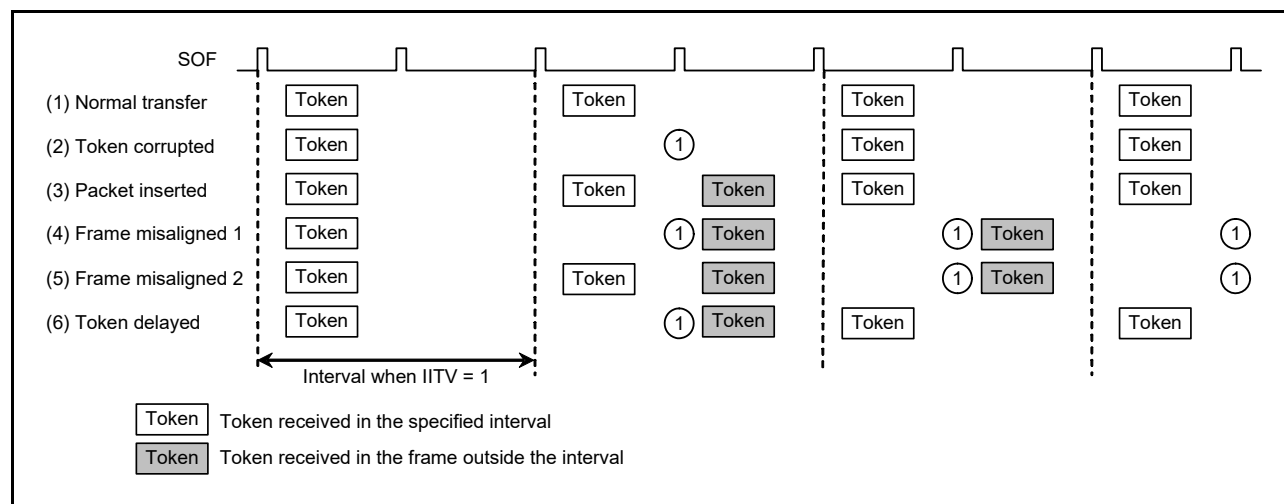 SOF
(1) Normal transfer Token Token Token Token
(2) Token corrupted Token 1 Token Token
(3) Packet inserted Token Token Token Token Token
(4) Frame misaligned 1 Token 1 Token 1 Token 1
(5) Frame misaligned 2 Token Token Token 1 Token 1
(6) Token delayed Token 1 Token Token Token
Interval when IITV = 1
Token Token received in the specified interval
Token Token received in the frame outside the interval